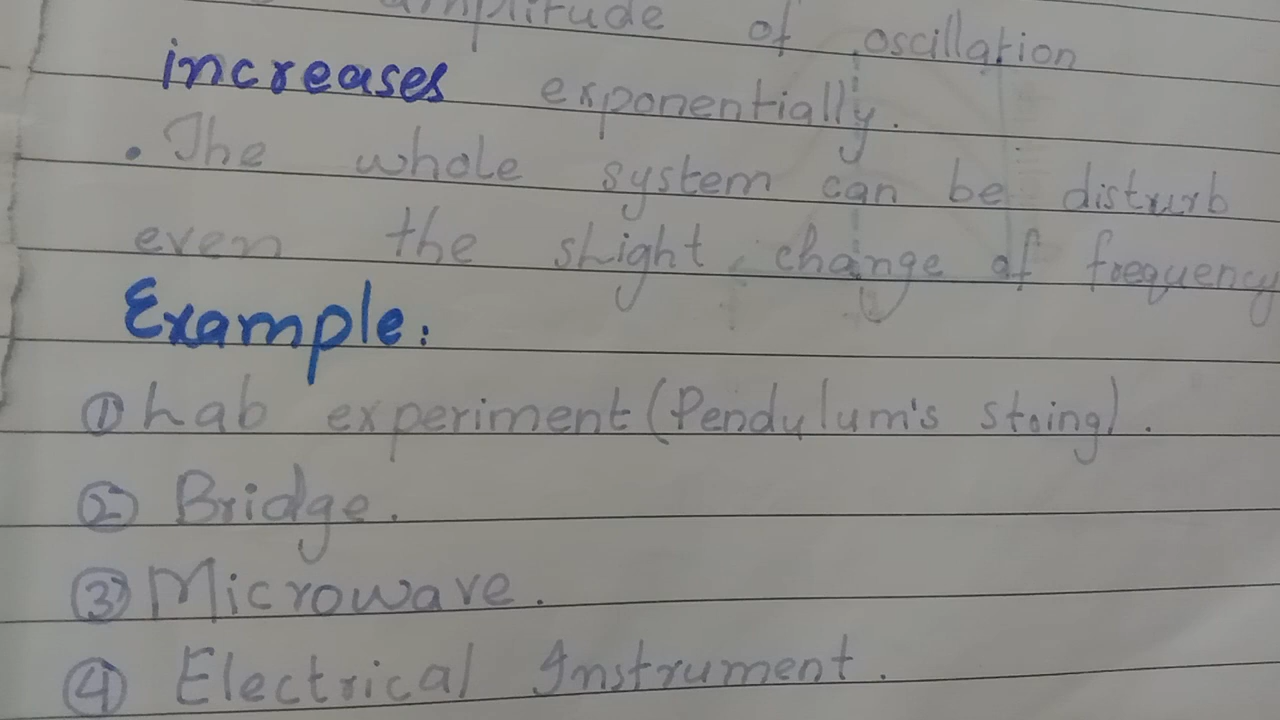 amplitude of oscillation
increases exponentially.
• The whole system can be disturb
even the slight change of frequency
Example:
① Lab experiment (Pendulum's stoing).
② Bridge.
③ Microwave.
④ Electrical Instrument.